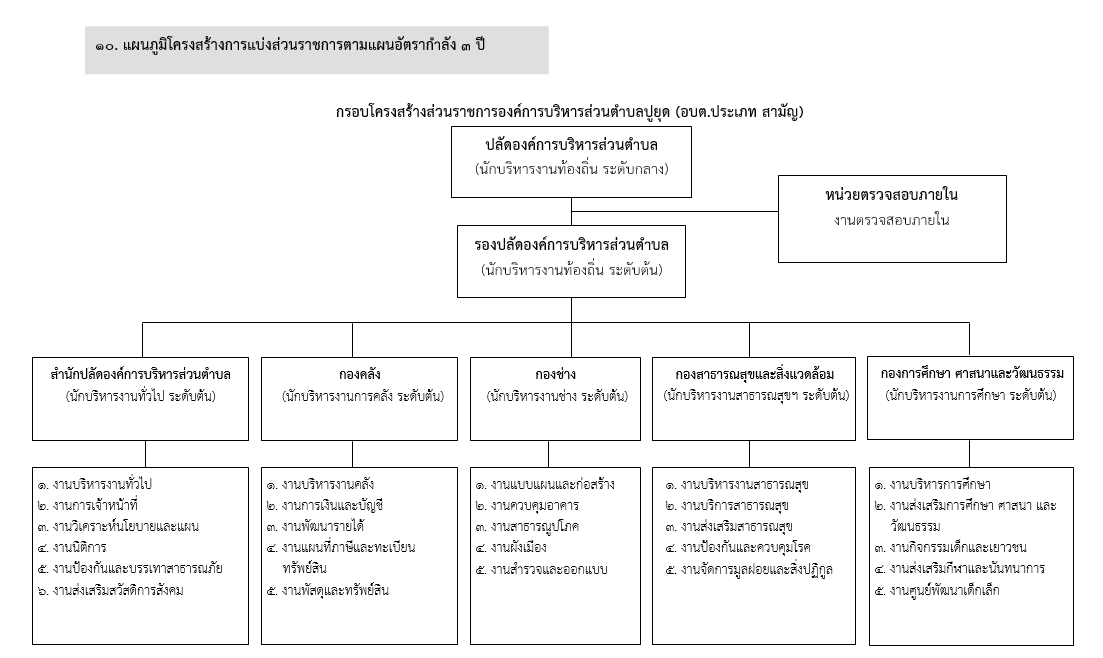 ๑๐. แผนภูมิโครงสร้างการแบ่งส่วนราชการตามแผนอัตรากำลัง ๓ ปี
กรอบโครงสร้างส่วนราชการองค์การบริหารส่วนตำบลปูยุด (อบต.ประเภท สามัญ)
ปลัดองค์การบริหารส่วนตำบล
(นักบริหารงานท้องถิ่น ระดับกลาง)
หน่วยตรวจสอบภายใน
งานตรวจสอบภายใน
รองปลัดองค์การบริหารส่วนตำบล
(นักบริหารงานท้องถิ่น ระดับต้น)
สำนักปลัดองค์การบริหารส่วนตำบล
(นักบริหารงานทั่วไป ระดับต้น)
กองคลัง
(นักบริหารงานการคลัง ระดับต้น)
กองช่าง
(นักบริหารงานช่าง ระดับต้น)
กองสาธารณสุขและสิ่งแวดล้อม
(นักบริหารงานสาธารณสุขฯ ระดับต้น)
กองการศึกษา ศาสนาและวัฒนธรรม
(นักบริหารงานการศึกษา ระดับต้น)
๑. งานบริหารงานทั่วไป
๒. งานการเจ้าหน้าที่
๓. งานวิเคราะห์นโยบายและแผน
๔. งานนิติการ
๕. งานป้องกันและบรรเทาสาธารณภัย
๖. งานส่งเสริมสวัสดิการสังคม
๑. งานบริหารงานคลัง
๒. งานการเงินและบัญชี
๓. งานพัฒนารายได้
๔. งานแผนที่ภาษีและทะเบียน
ทรัพย์สิน
๕. งานพัสดุและทรัพย์สิน
๑. งานแบบแผนและก่อสร้าง
๒. งานควบคุมอาคาร
๓. งานสาธารณูปโภค
๔. งานผังเมือง
๕. งานสำรวจและออกแบบ
๑. งานบริหารงานสาธารณสุข
๒. งานบริการสาธารณสุข
๓. งานส่งเสริมสาธารณสุข
๔. งานป้องกันและควบคุมโรค
๕. งานจัดการมูลฝอยและสิ่งปฏิกูล
๑. งานบริหารการศึกษา
๒. งานส่งเสริมการศึกษา ศาสนา และ
วัฒนธรรม
๓. งานกิจกรรมเด็กและเยาวชน
๔. งานส่งเสริมกีฬาและนันทนาการ
๕. งานศูนย์พัฒนาเด็กเล็ก